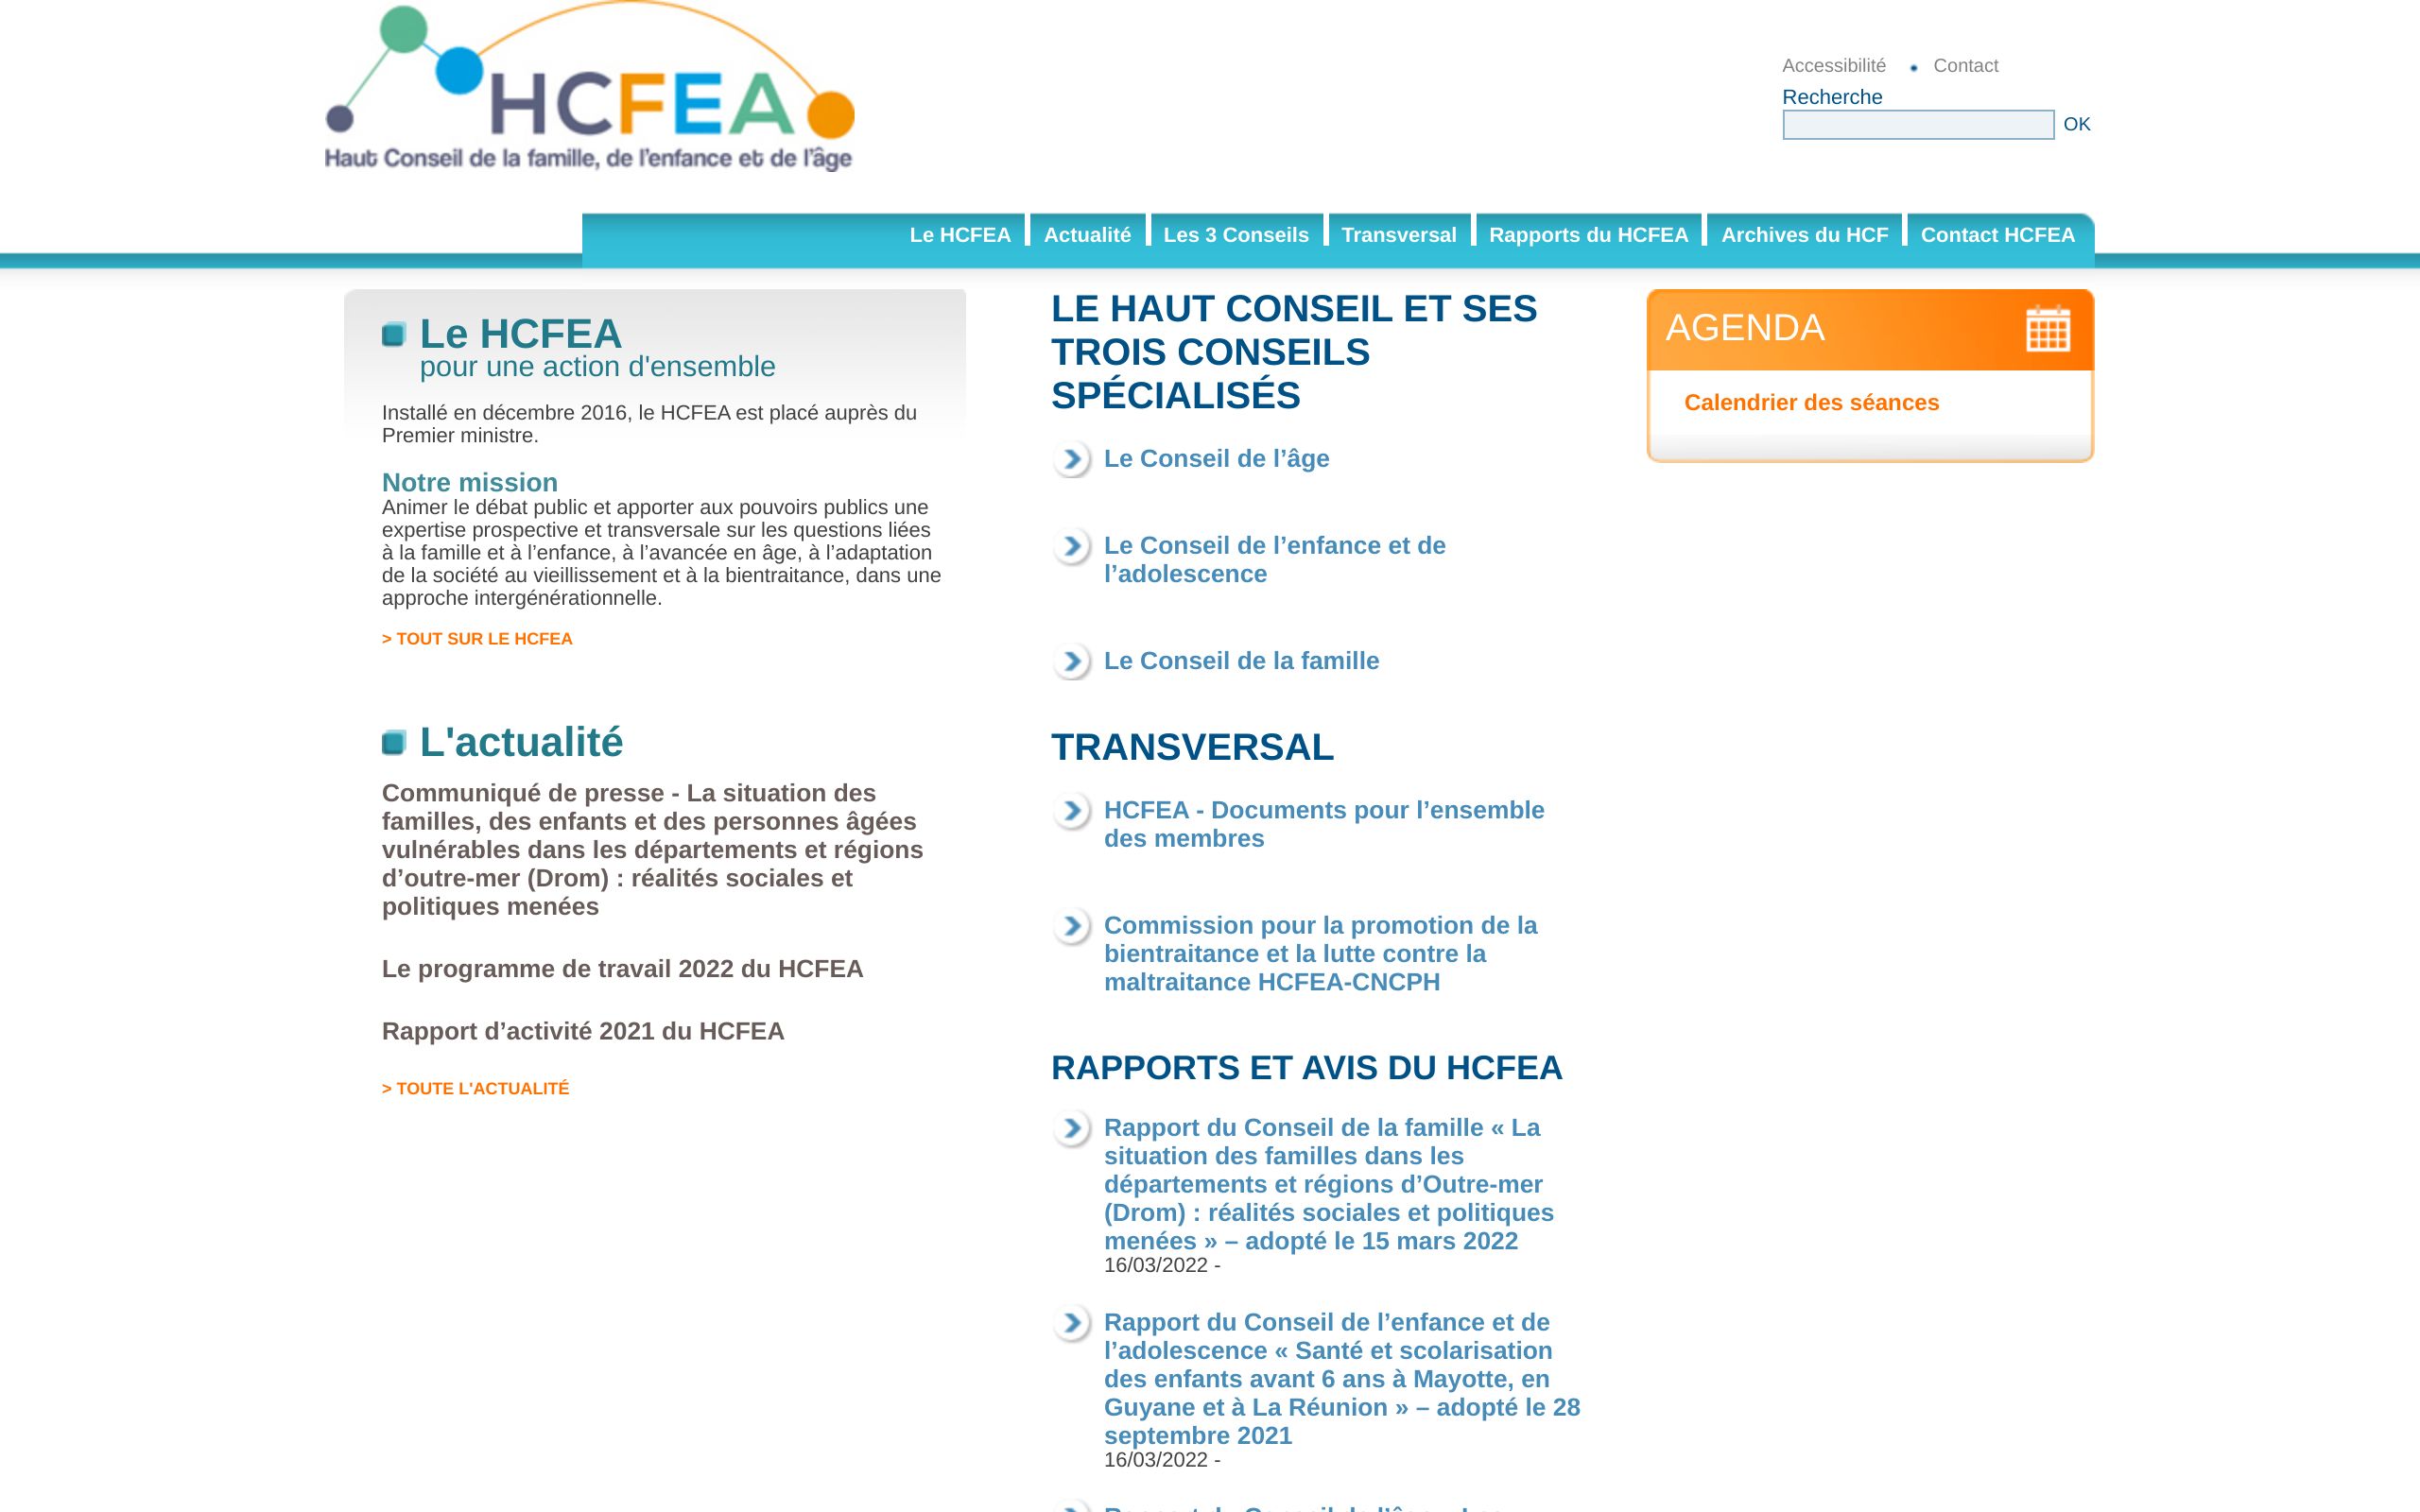 HCFEA
Haut Conseil de la famille, de l'enfance et de l'âge
Accessibilité
Contact
Recherche
OK
Le HCFEA
Actualité
Les 3 Conseils
Transversal
Rapports du HCFEA
Archives du HCF
Contact HCFEA
Le HCFEA
pour une action d'ensemble
Installé en décembre 2016, le HCFEA est placé auprès du
Premier ministre.
Notre mission
Animer le débat public et apporter aux pouvoirs publics une
expertise prospective et transversale sur les questions liées
à la famille et à l’enfance, à l’avancée en âge, à l’adaptation
de la société au vieillissement et à la bientraitance, dans une
approche intergénérationnelle.
> TOUT SUR LE HCFEA
L'actualité
Communiqué de presse - La situation des
familles, des enfants et des personnes âgées
vulnérables dans les départements et régions
d’outre-mer (Drom) : réalités sociales et
politiques menées
Le programme de travail 2022 du HCFEA
Rapport d’activité 2021 du HCFEA
> TOUTE L'ACTUALITÉ
LE HAUT CONSEIL ET SES
TROIS CONSEILS
SPÉCIALISÉS
Le Conseil de l’âge
Le Conseil de l’enfance et de
l’adolescence
Le Conseil de la famille
TRANSVERSAL
HCFEA - Documents pour l’ensemble
des membres
Commission pour la promotion de la
bientraitance et la lutte contre la
maltraitance HCFEA-CNCPH
RAPPORTS ET AVIS DU HCFEA
Rapport du Conseil de la famille « La
situation des familles dans les
départements et régions d’Outre-mer
(Drom) : réalités sociales et politiques
menées » – adopté le 15 mars 2022
16/03/2022 -
Rapport du Conseil de l’enfance et de
l’adolescence « Santé et scolarisation
des enfants avant 6 ans à Mayotte, en
Guyane et à La Réunion » – adopté le 28
septembre 2021
16/03/2022 -
AGENDA
Calendrier des séances